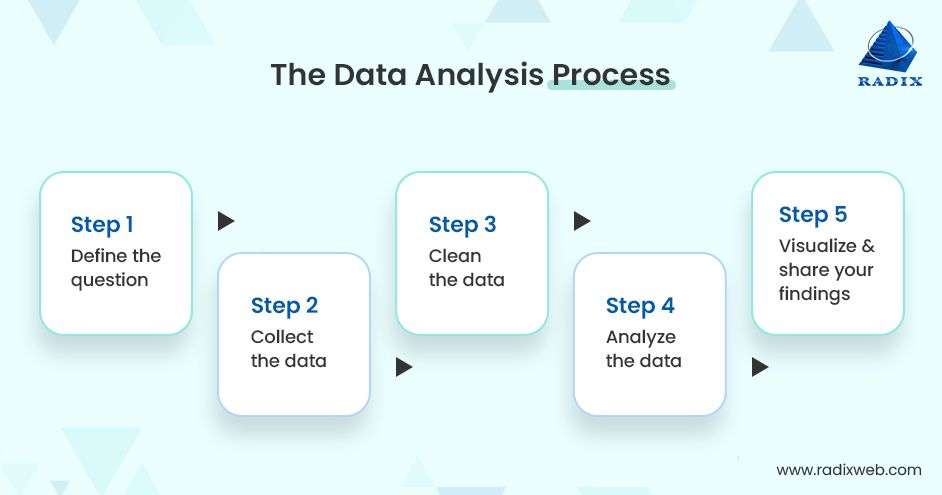 The Data Analysis Process
RADIX
Step 1
Define the
question
Step 2
Collect
the data
Step 3
Clean
the data
Step 4
Analyze
the data
Step 5
Visualize &
share your
findings
www.radixweb.com